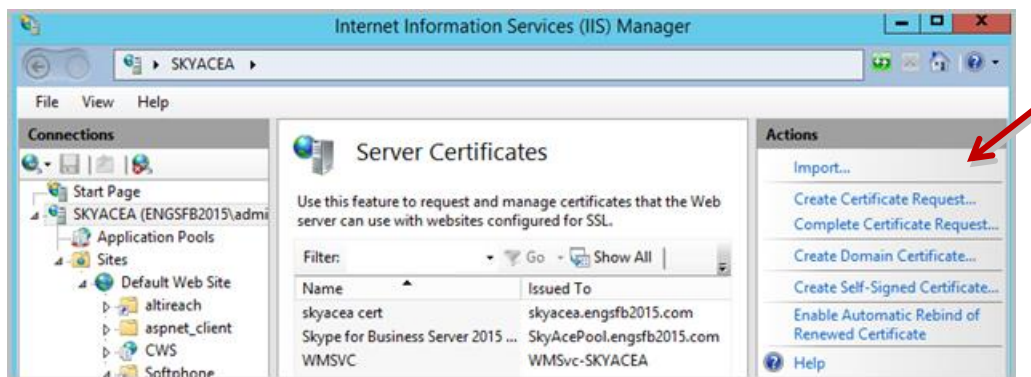 Internet Information Services (IIS) Manager
SKYACEA
File View Help
Connections
Start Page
SKYACEA (ENGSFB2015\admi
Application Pools
Sites
Default Web Site
altireach
aspnet_client
CWS
Softphone
Server Certificates
Use this feature to request and manage certificates that the Web
server can use with websites configured for SSL.
Filter: Go Show All
Name Issued To
skyacea cert skyacea.engsfb2015.com
Skype for Business Server 2015 ... SkyAcePool.engsfb2015.com
WMSVC WMSvc-SKYACEA
Actions
Import...
Create Certificate Request...
Complete Certificate Request...
Create Domain Certificate...
Create Self-Signed Certificate...
Enable Automatic Rebind of
Renewed Certificate
Help